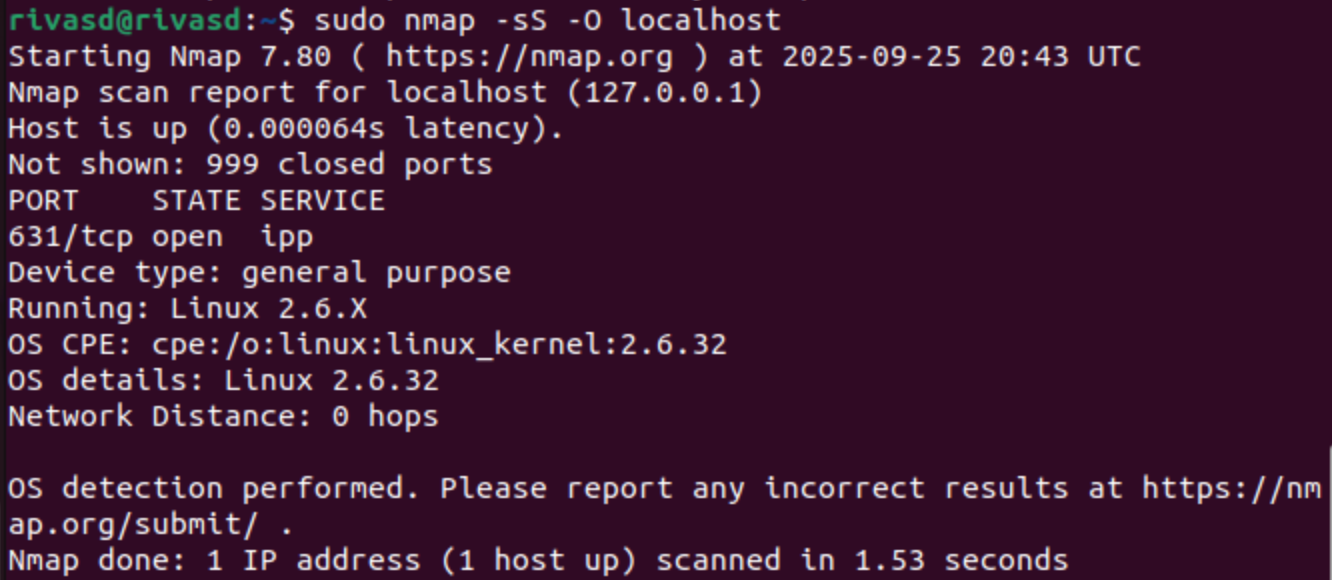 rivasd@rivasd:~$ sudo nmap -sS -O localhost
Starting Nmap 7.80 ( https://nmap.org ) at 2025-09-25 20:43 UTC
Nmap scan report for localhost (127.0.0.1)
Host is up (0.000064s latency).
Not shown: 999 closed ports
PORT    STATE SERVICE
631/tcp open  ipp
Device type: general purpose
Running: Linux 2.6.X
OS CPE: cpe:/o:linux:linux_kernel:2.6.32
OS details: Linux 2.6.32
Network Distance: 0 hops

OS detection performed. Please report any incorrect results at https://nm
ap.org/submit/ .
Nmap done: 1 IP address (1 host up) scanned in 1.53 seconds